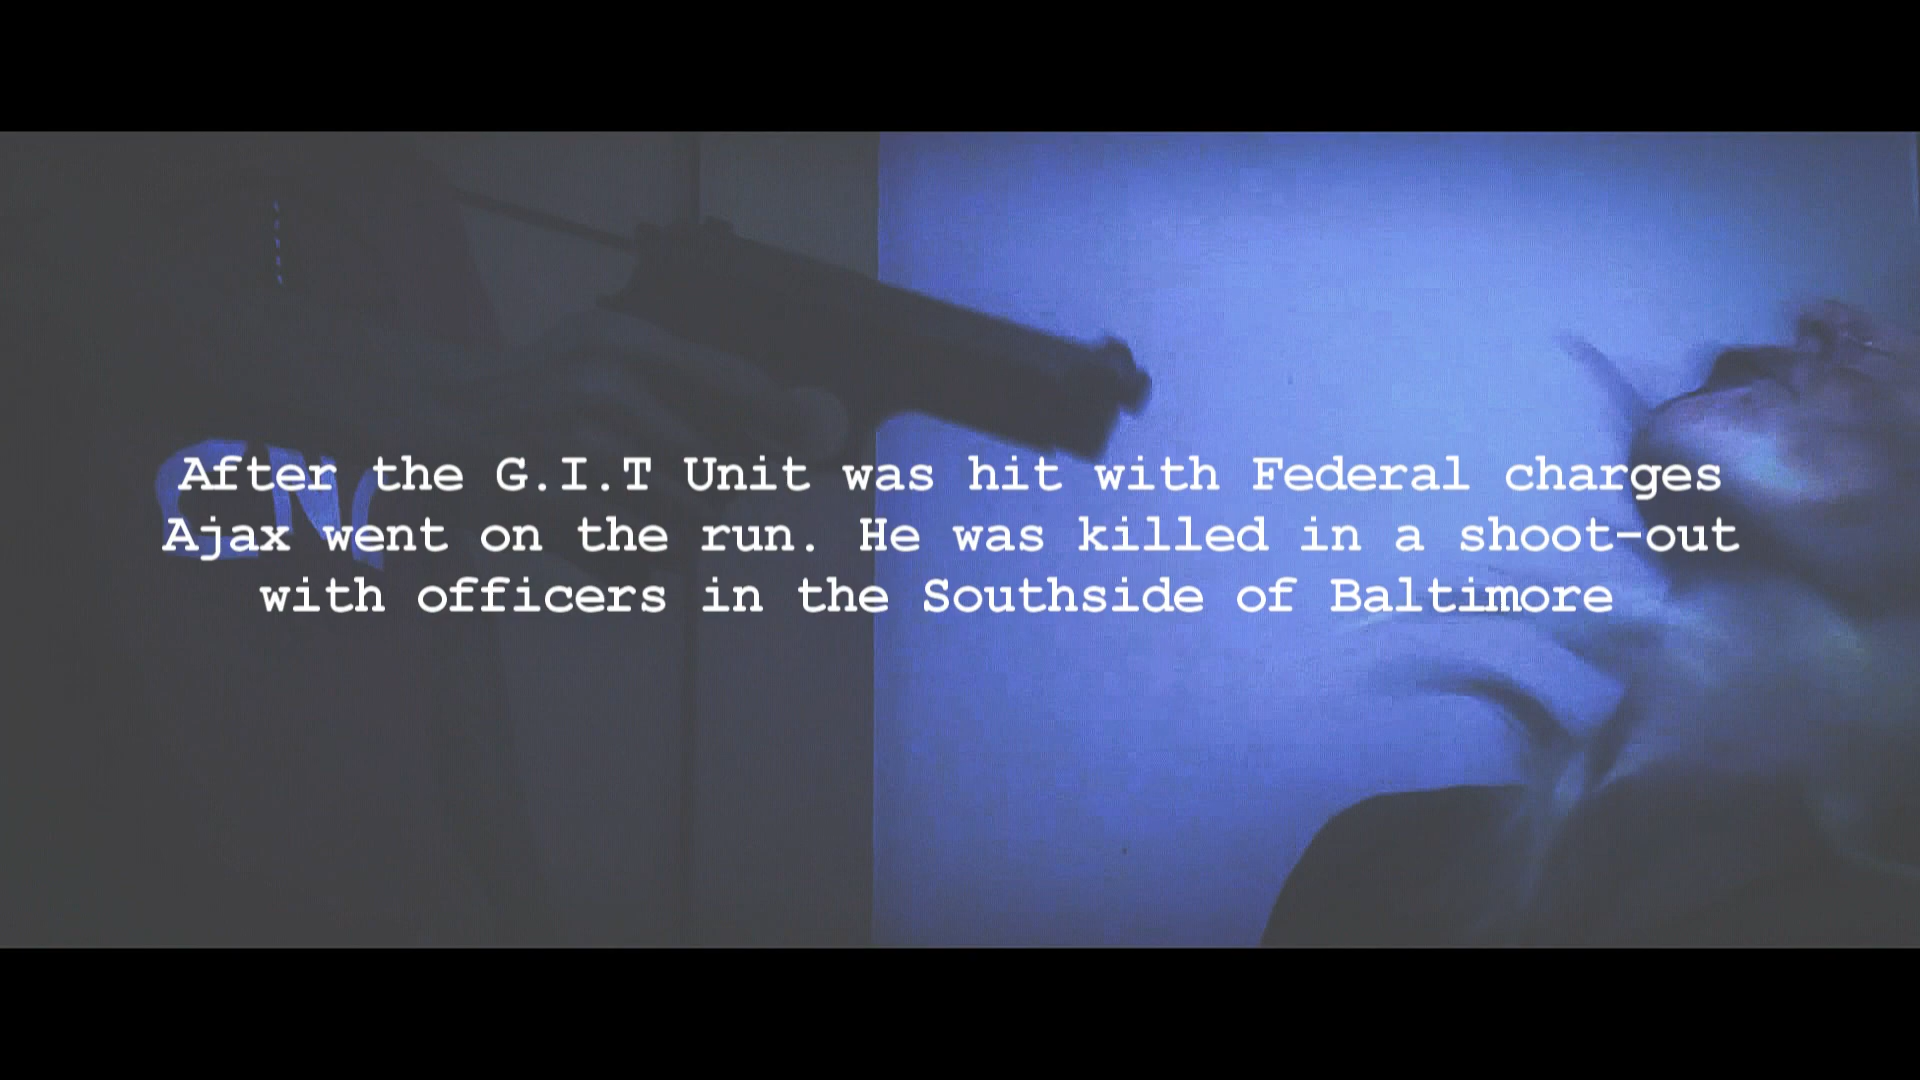 After the G.I.T Unit was hit with Federal charges
Ajax went on the run. He was killed in a shoot-out
with officers in the Southside of Baltimore